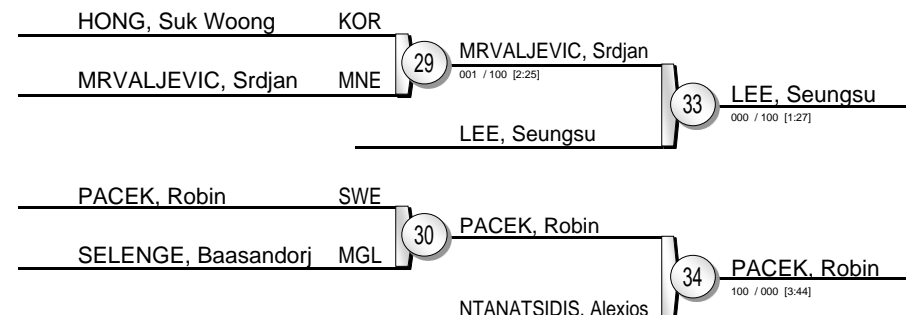 HONG, Suk Woong KOR
MRVALJEVIC, Srdjan MNE
29
MRVALJEVIC, Srdjan
001 / 100 [2:25]
LEE, Seungsu
33
LEE, Seungsu
000 / 100 [1:27]
PACEK, Robin SWE
SELENGE, Baasandorj MGL
30
PACEK, Robin
NTANATSIDIS, Alexios
34
PACEK, Robin
100 / 000 [3:44]